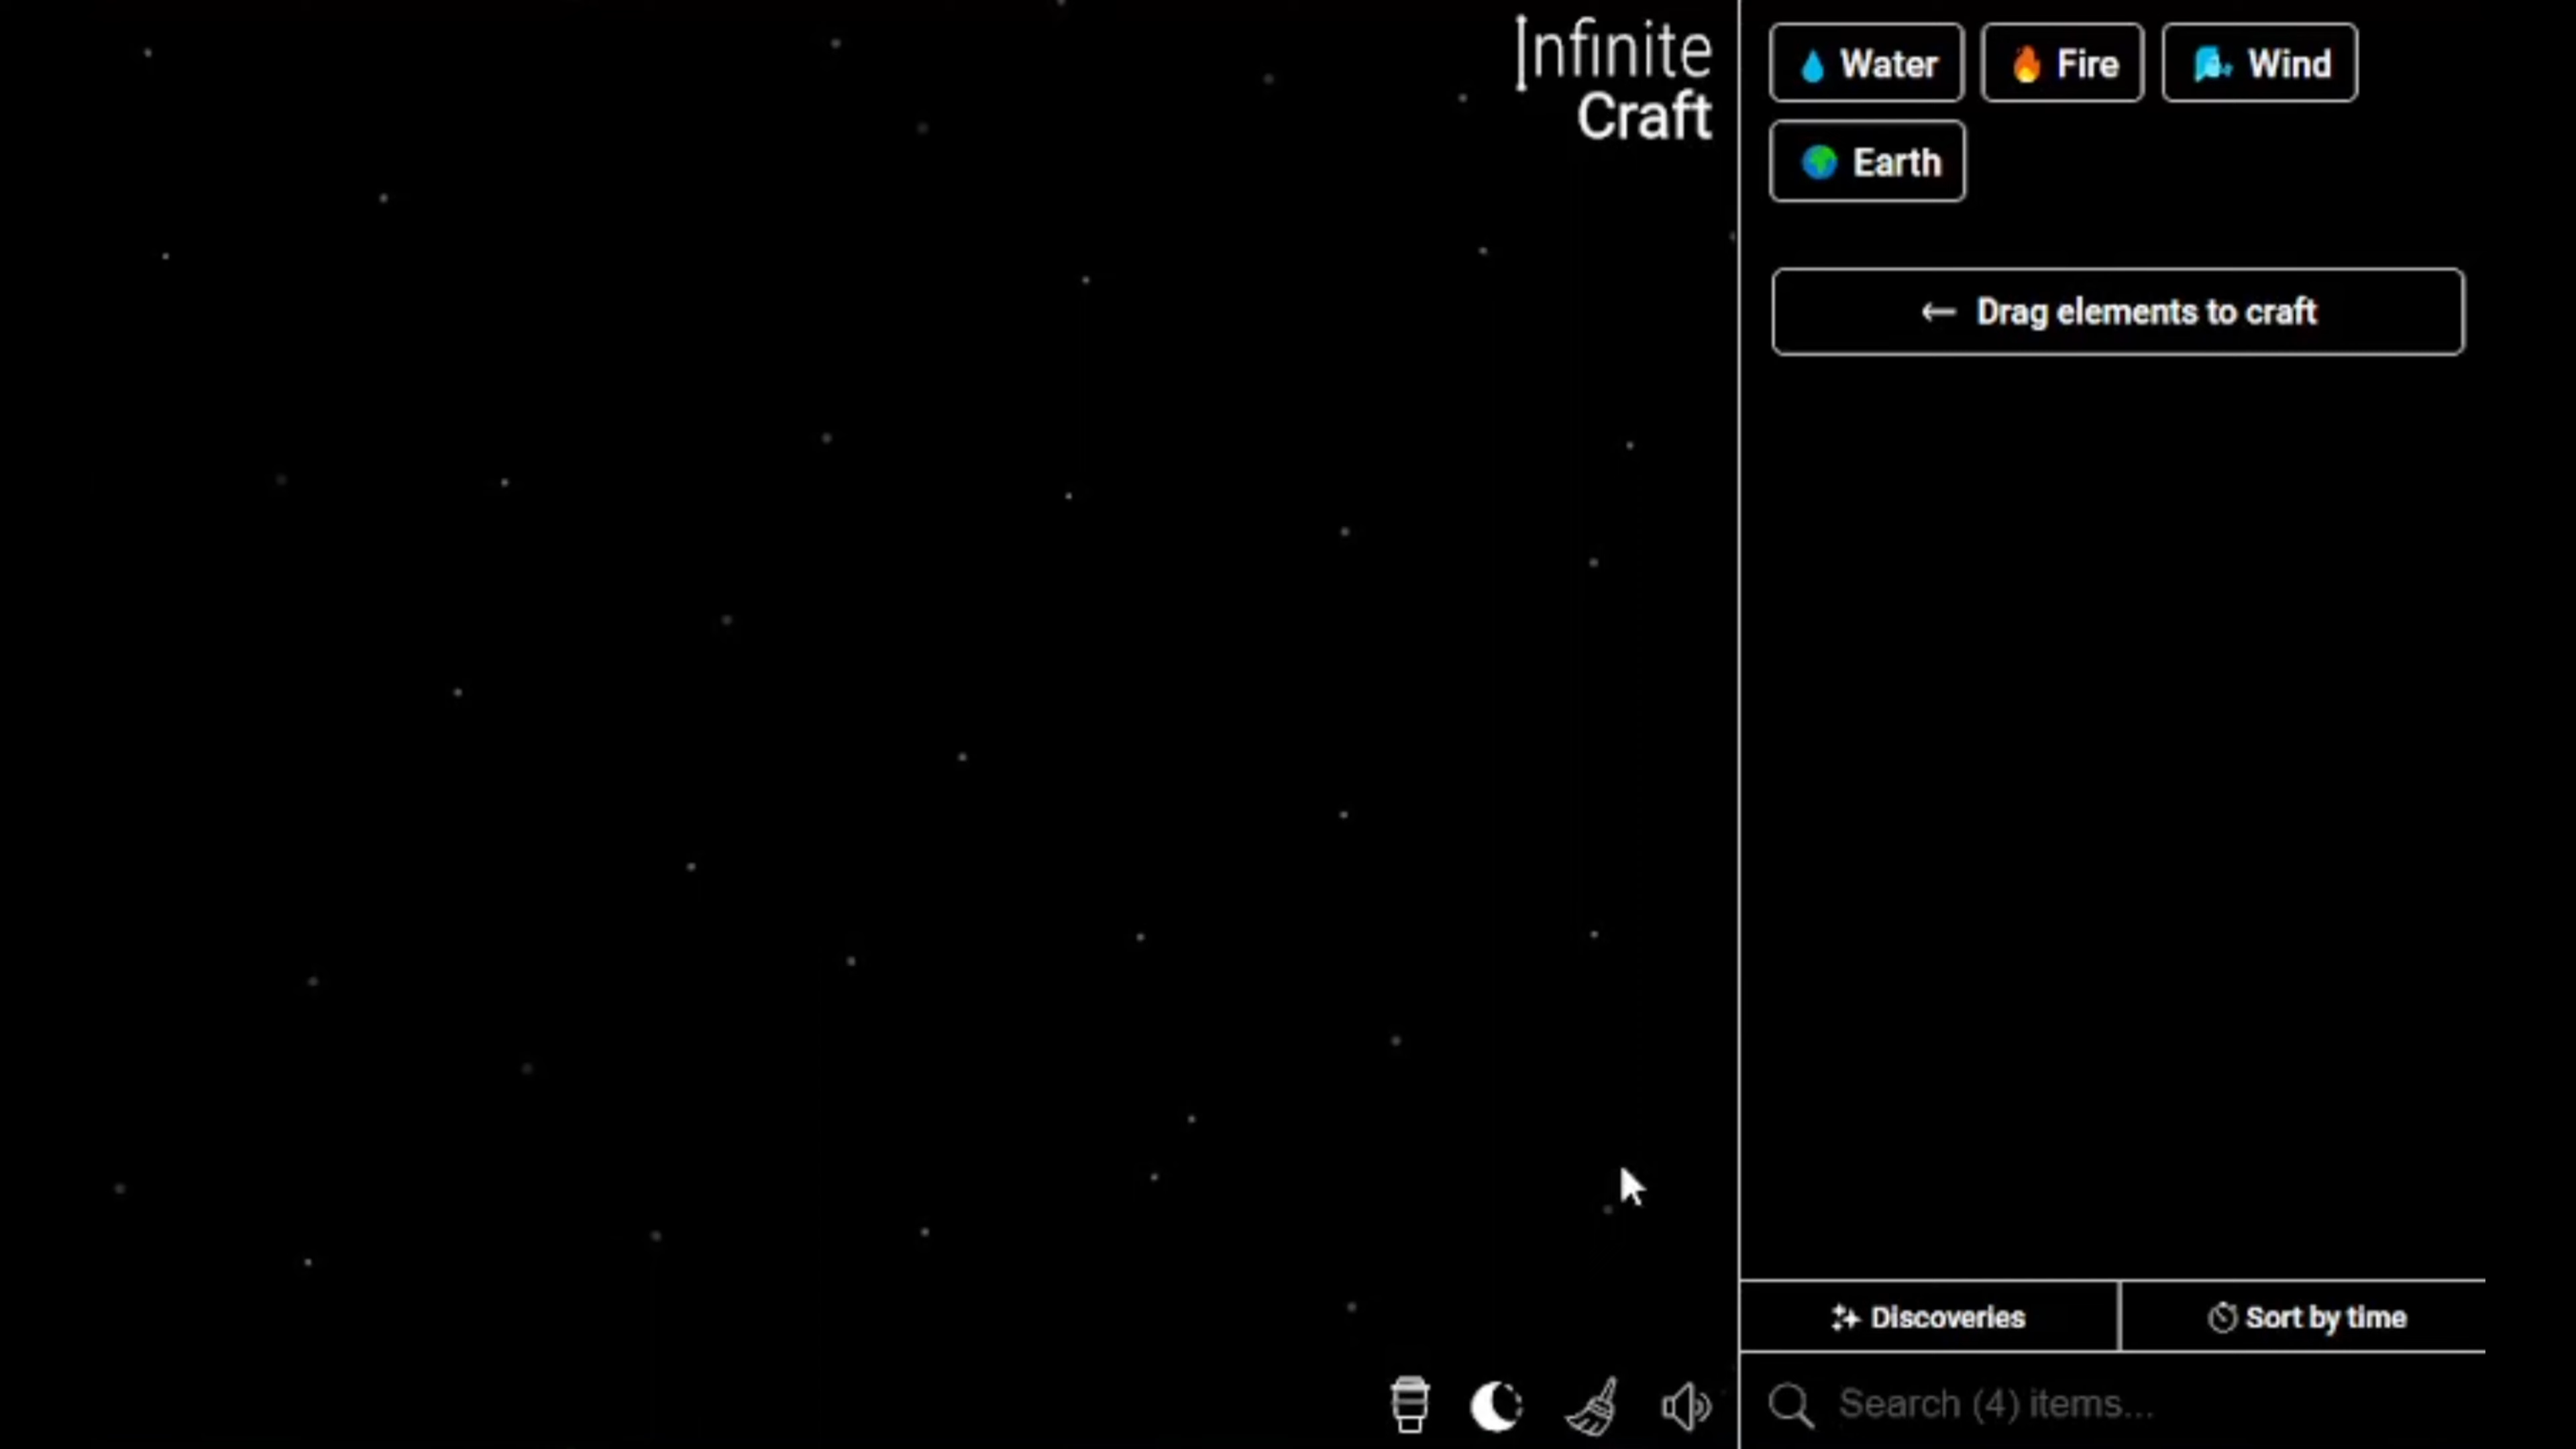 Infinite
Craft
Water
Fire
Wind
Earth
← Drag elements to craft
Discoveries
Sort by time
Search (4) items...